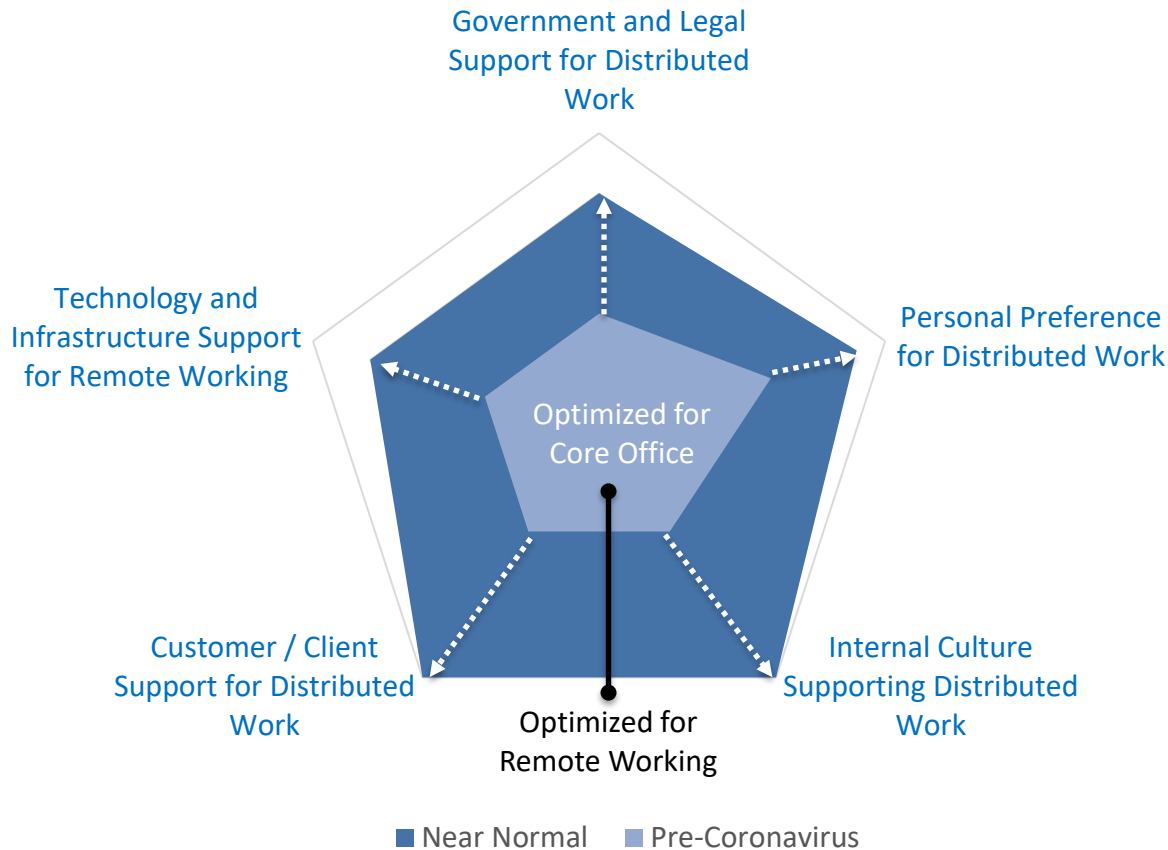 Government and Legal
Support for Distributed
Work
Technology and
Infrastructure Support
for Remote Working
Personal Preference
for Distributed Work
Optimized for
Core Office
Customer / Client
Support for Distributed
Work
Internal Culture
Supporting Distributed
Work
Optimized for
Remote Working
Near Normal
Pre-Coronavirus